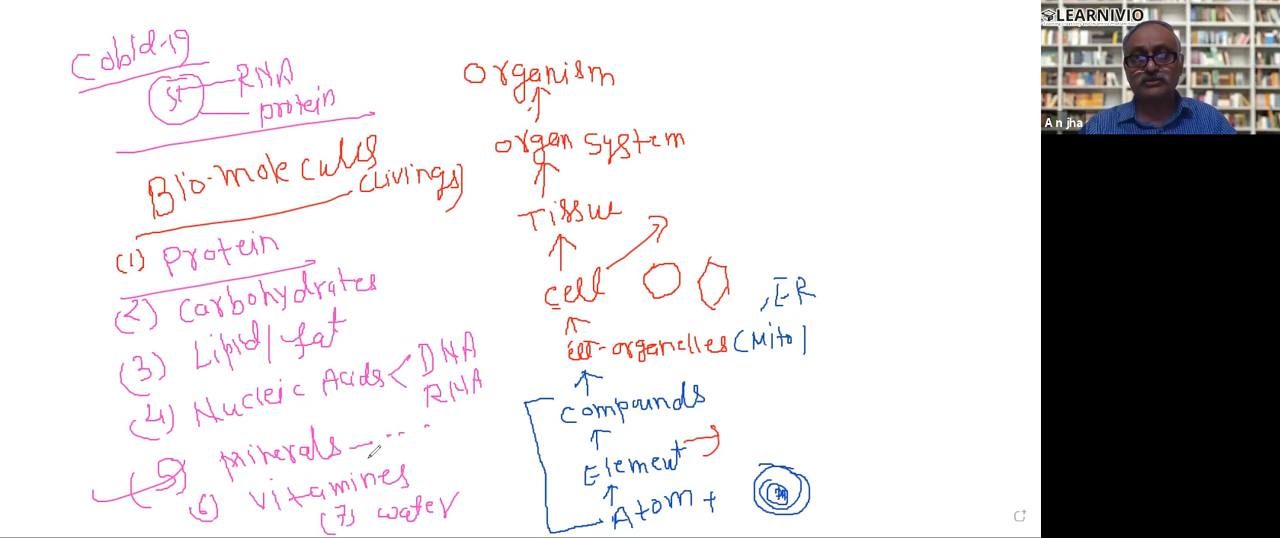 Cobid-19
RNA
St
protein
Bio-molecules
(Livings)
(1) Protein
(2) Carbohydrates
(3) Lipid/fat
(4) Nucleic Acids < DNA
RNA
(5) minerals - ...
(6) Vitamines
(7) water
Organism
Organ System
Tissue
Cell
, ER
cell-organelles (Mito)
Compounds
Element
Atom +
LEARNIVIO
A n jha